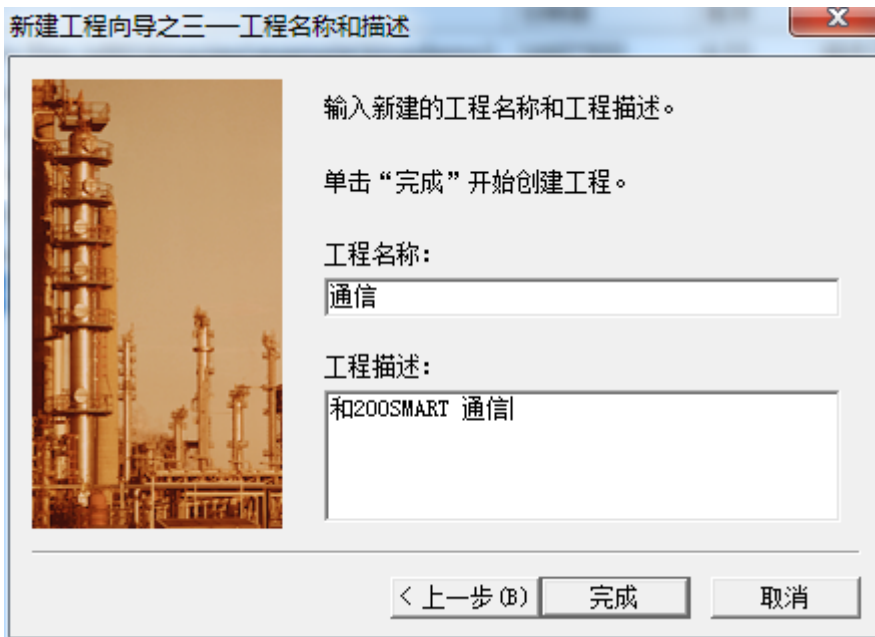 新建工程向导之三——工程名称和描述
输入新建的工程名称和工程描述。
单击“完成”开始创建工程。
工程名称：
通信
工程描述：
和200SMART 通信
< 上一步(B)
完成
取消